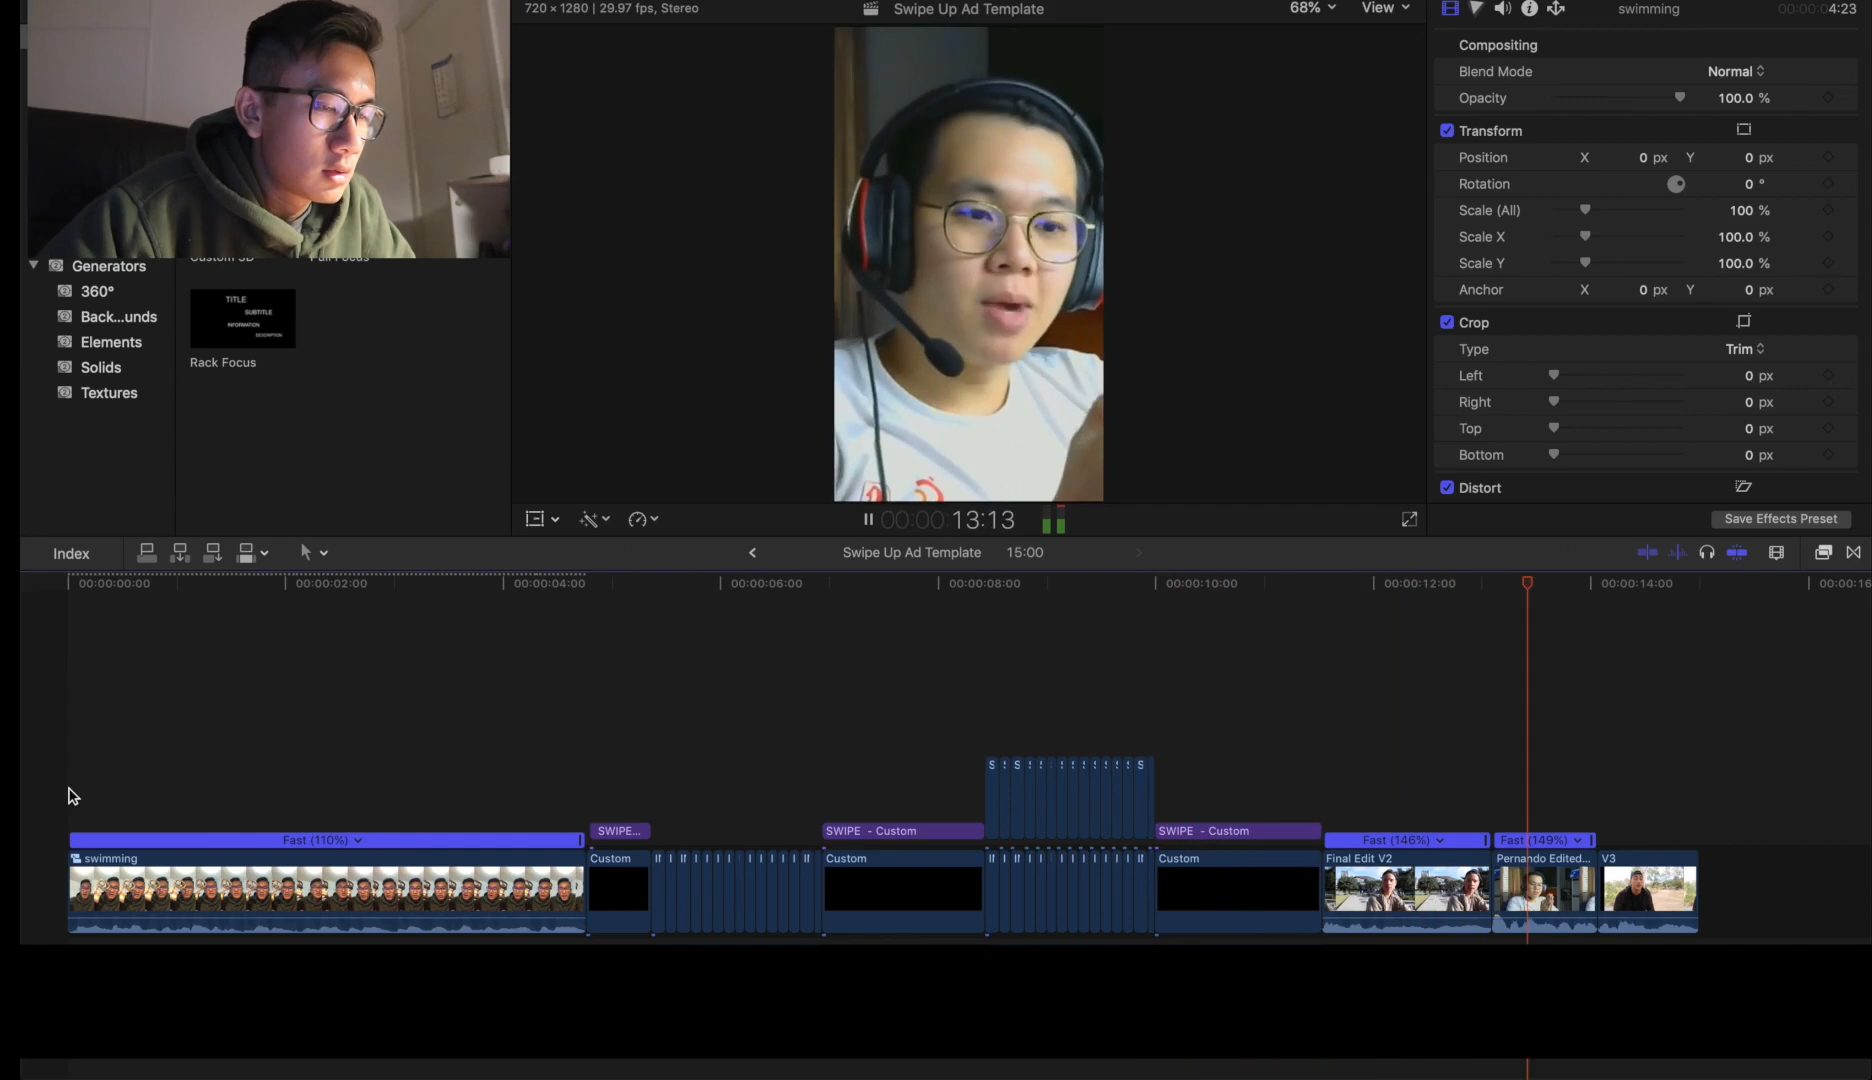 720 × 1280 | 29.97 fps, Stereo
Swipe Up Ad Template
68%
View
swimming
00:00:04:23
Compositing
Blend Mode
Normal
Opacity
100.0 %
Transform
Position X 0 px Y 0 px
Rotation 0 °
Scale (All) 100 %
Scale X 100.0 %
Scale Y 100.0 %
Anchor X 0 px Y 0 px
Crop
Type Trim
Left 0 px
Right 0 px
Top 0 px
Bottom 0 px
Distort
Save Effects Preset
Generators
360°
Back...unds
Elements
Solids
Textures
TITLE
SUBTITLE
INFORMATION
DESCRIPTION
Rack Focus
00:00:13:13
Index
Swipe Up Ad Template 15:00
00:00:00:00 00:00:02:00 00:00:04:00 00:00:06:00 00:00:08:00 00:00:10:00 00:00:12:00 00:00:14:00 00:00:16
S S S
SWIPE... SWIPE - Custom SWIPE - Custom
Fast (110%) Fast (146%) Fast (149%)
swimming Custom Custom Custom Final Edit V2 Pernando Edited... V3